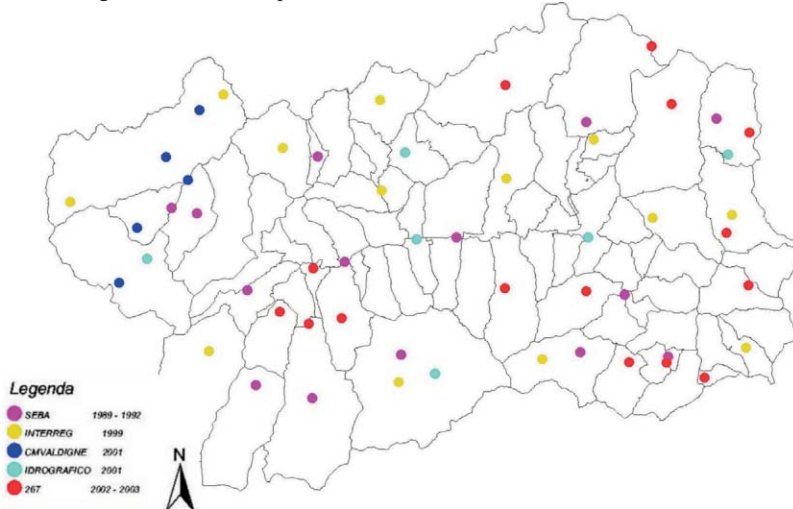 Legenda
SEBA 1989 - 1992
INTERREG 1999
CMVALDIGNE 2001
IDROGRAFICO 2001
267 2002 - 2003
N